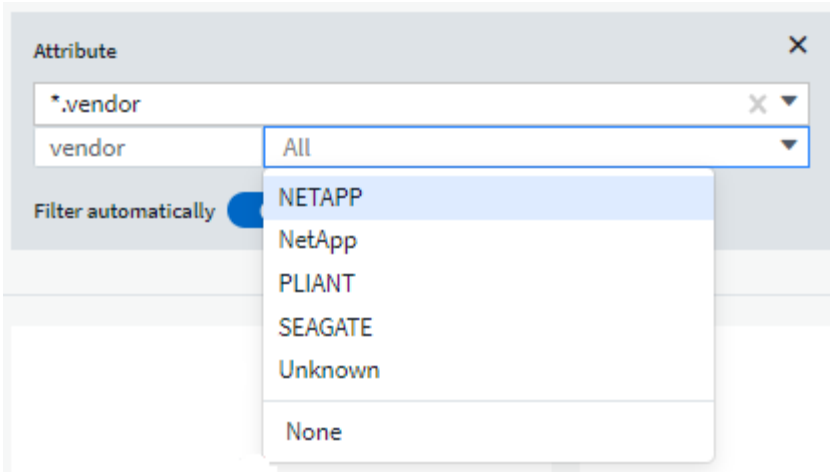 Attribute
*.vendor
vendor All
Filter automatically
NETAPP
NetApp
PLIANT
SEAGATE
Unknown
None